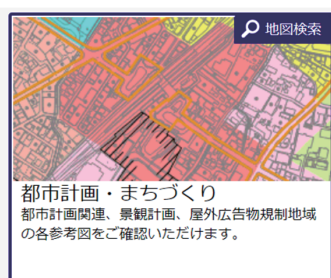 地図検索
都市計画・まちづくり
都市計画関連、景観計画、屋外広告物規制地域
の各参考図をご確認いただけます。